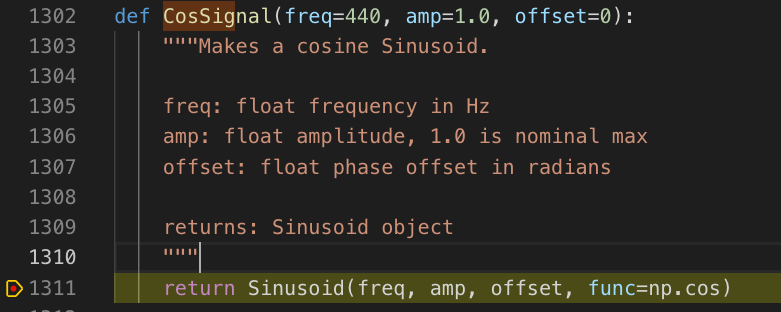 1302 def CosSignal(freq=440, amp=1.0, offset=0):
1303 """Makes a cosine Sinusoid.
1304
1305 freq: float frequency in Hz
1306 amp: float amplitude, 1.0 is nominal max
1307 offset: float phase offset in radians
1308
1309 returns: Sinusoid object
1310 """
1311 return Sinusoid(freq, amp, offset, func=np.cos)